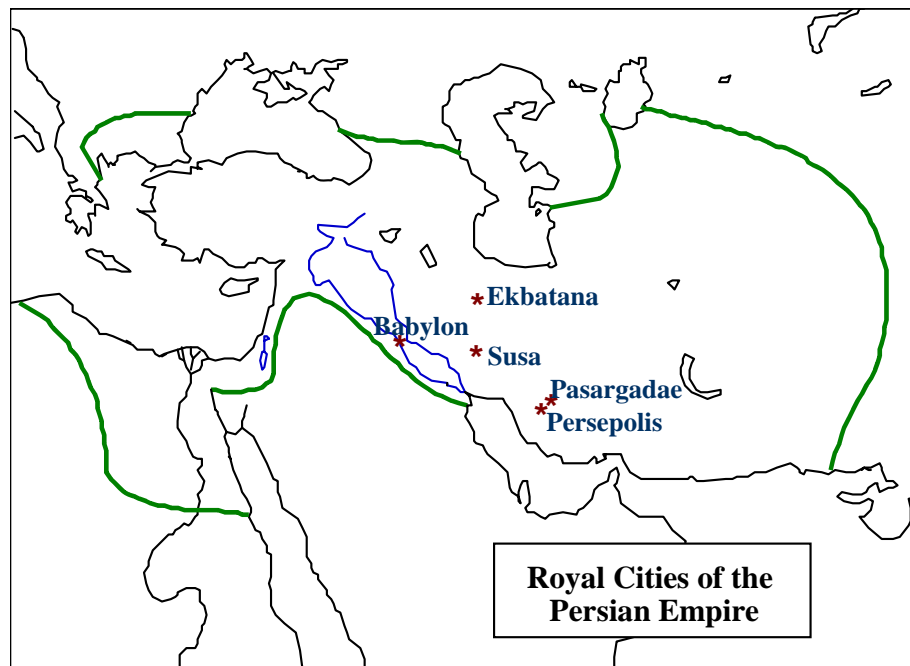 * Ekbatana
Babylon
*
* Susa
* Pasargadae
* Persepolis
Royal Cities of the
Persian Empire